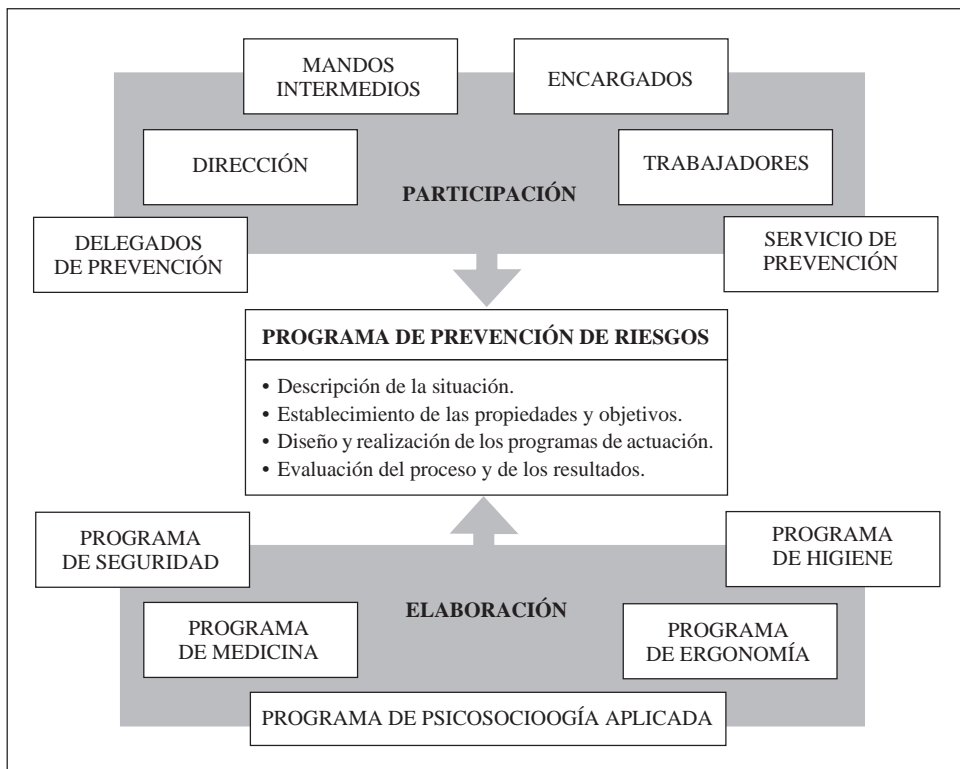 MANDOS
INTERMEDIOS
ENCARGADOS
DIRECCIÓN
TRABAJADORES
PARTICIPACIÓN
DELEGADOS
DE PREVENCIÓN
SERVICIO DE
PREVENCIÓN
PROGRAMA DE PREVENCIÓN DE RIESGOS
• Descripción de la situación.
• Establecimiento de las propiedades y objetivos.
• Diseño y realización de los programas de actuación.
• Evaluación del proceso y de los resultados.
PROGRAMA
DE SEGURIDAD
PROGRAMA
DE HIGIENE
ELABORACIÓN
PROGRAMA
DE MEDICINA
PROGRAMA
DE ERGONOMÍA
PROGRAMA DE PSICOSOCIOOGÍA APLICADA